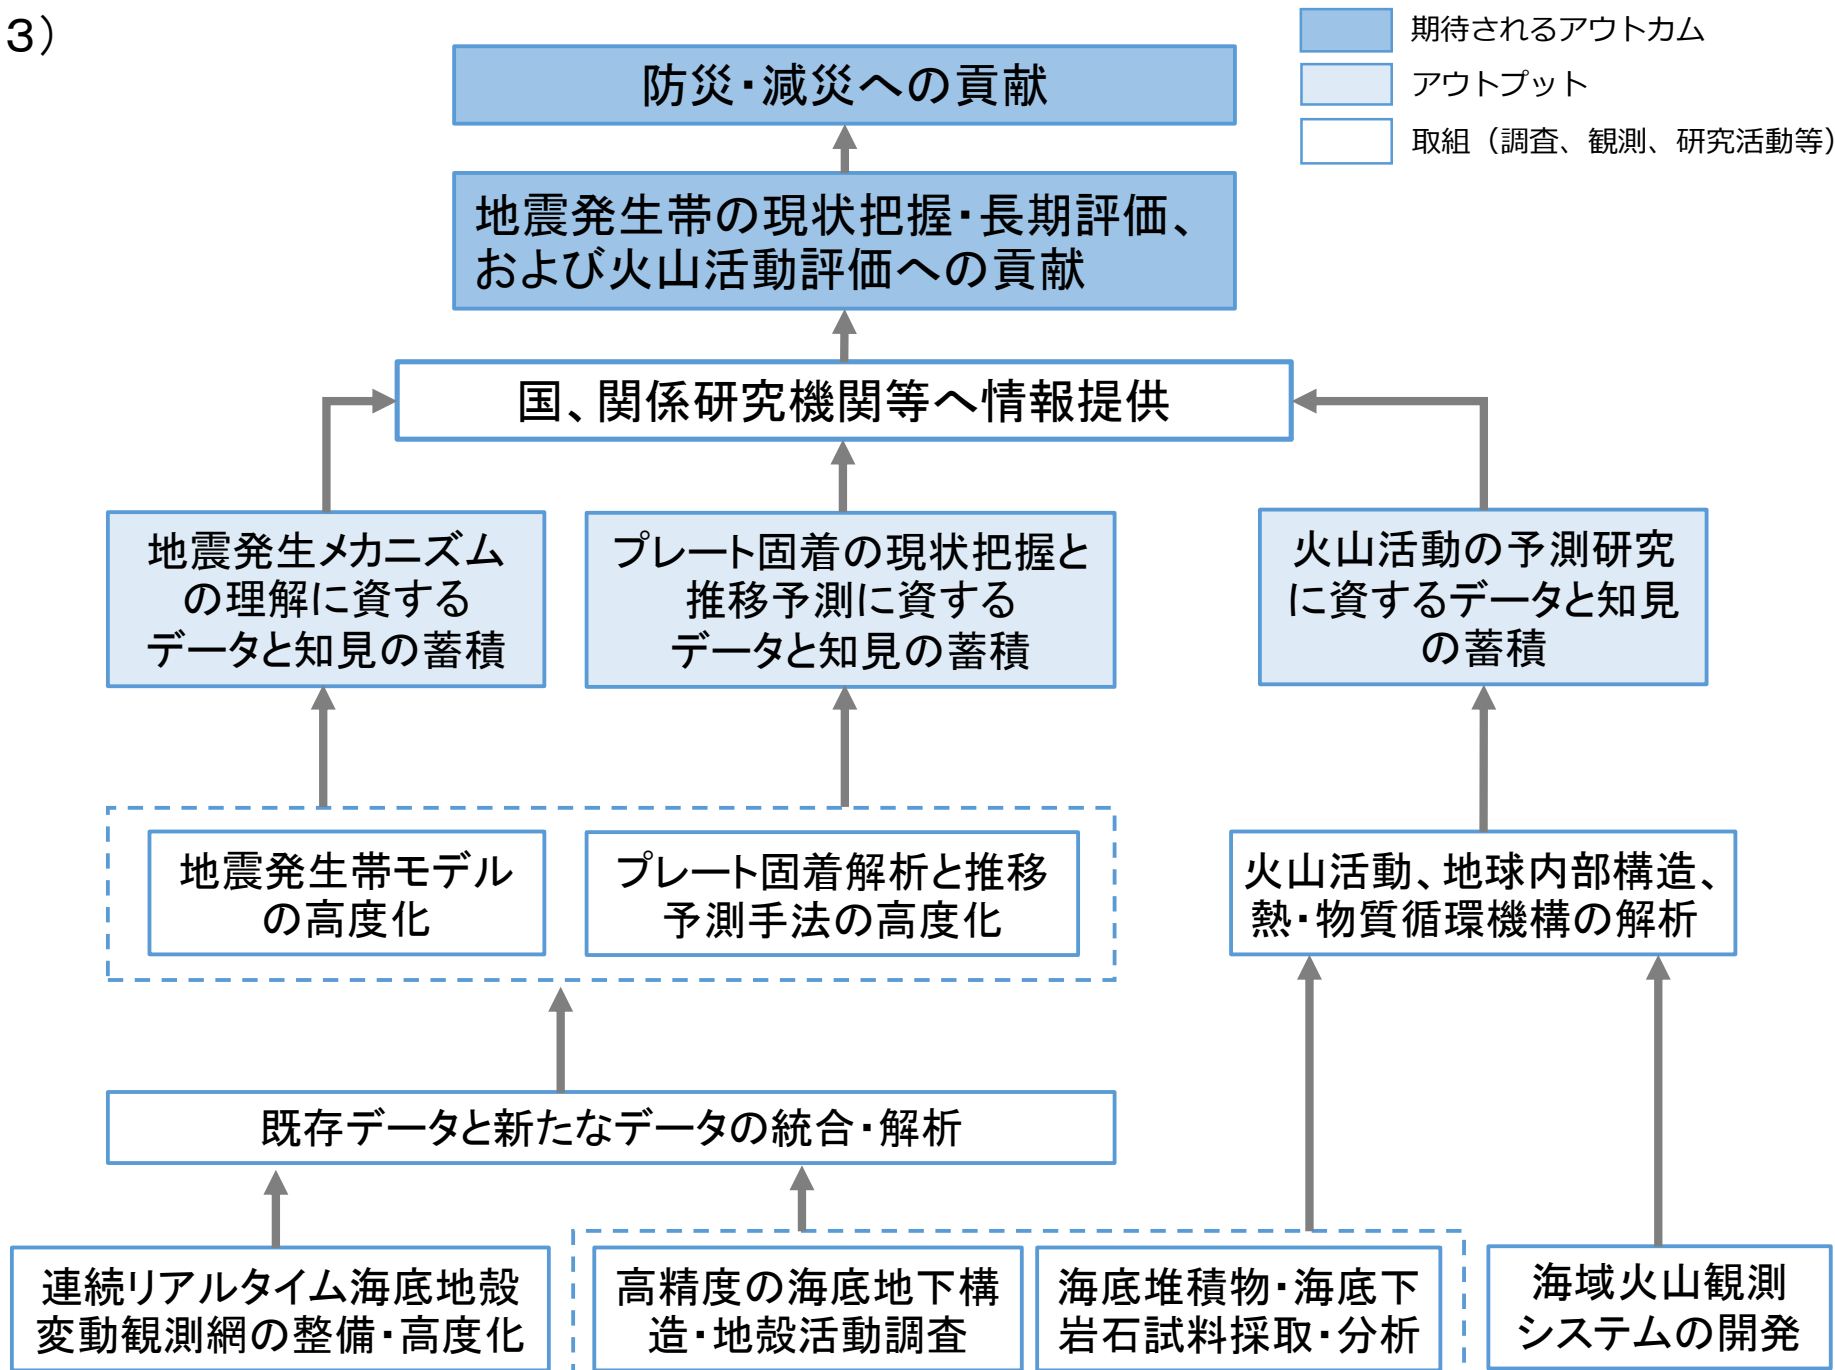 3）
期待されるアウトカム
アウトプット
取組（調査、観測、研究活動等）
防災・減災への貢献
地震発生帯の現状把握・長期評価、
および火山活動評価への貢献
国、関係研究機関等へ情報提供
地震発生メカニズム
の理解に資する
データと知見の蓄積
プレート固着の現状把握と
推移予測に資する
データと知見の蓄積
火山活動の予測研究
に資するデータと知見
の蓄積
地震発生帯モデル
の高度化
プレート固着解析と推移
予測手法の高度化
火山活動、地球内部構造、
熱・物質循環機構の解析
既存データと新たなデータの統合・解析
連続リアルタイム海底地殻
変動観測網の整備・高度化
高精度の海底地下構
造・地殻活動調査
海底堆積物・海底下
岩石試料採取・分析
海域火山観測
システムの開発